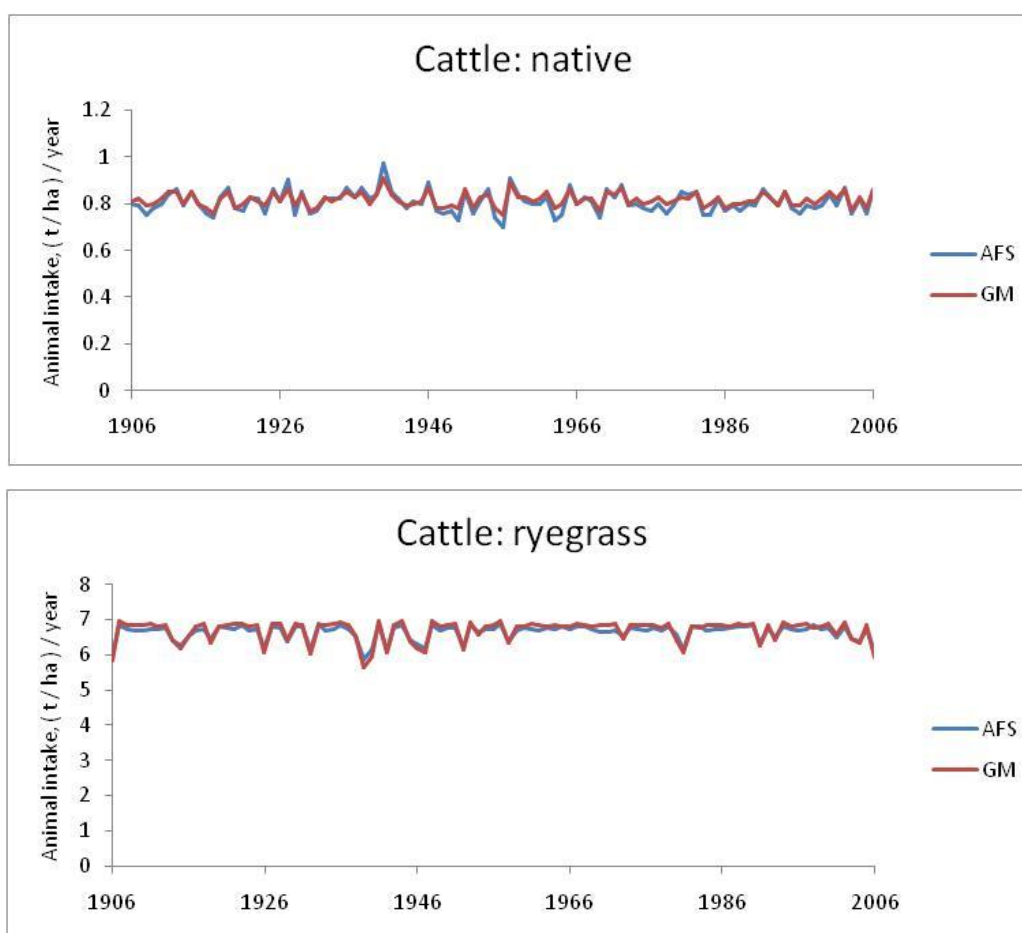 Cattle: native
Animal intake, ( t / ha ) / year
1.2
1
0.8
0.6
0.4
0.2
0
1906 1926 1946 1966 1986 2006
AFS
GM
Cattle: ryegrass
Animal intake, ( t / ha ) / year
8
7
6
5
4
3
2
1
0
1906 1926 1946 1966 1986 2006
AFS
GM